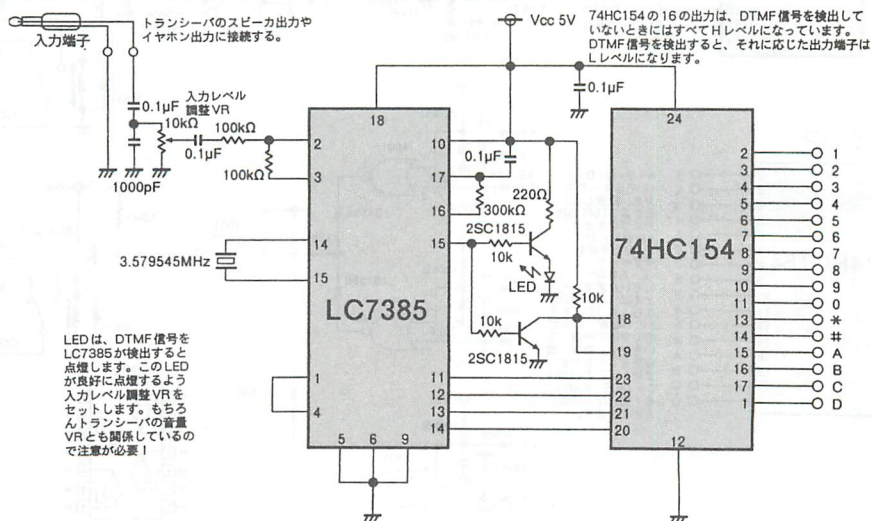 トランシーバのスピーカ出力や
イヤホン出力に接続する。
入力端子
Vcc 5V
74HC154の16の出力は、DTMF信号を検出して
いないときにはすべてHレベルになっています。
DTMF信号を検出すると、それに応じた出力端子は
Lレベルになります。
0.1μF
入力レベル
調整VR
10kΩ
0.1μF
100kΩ
100kΩ
1000pF
3.579545MHz
LC7385
18
2
3
14
15
1
4
5
6
9
10
17
16
15
11
12
13
14
0.1μF
0.1μF
220Ω
300kΩ
2SC1815
10k
LED
10k
10k
2SC1815
74HC154
24
18
19
23
22
21
20
12
2 1
3 2
4 3
5 4
6 5
7 6
8 7
9 8
10 9
11 0
13 *
14 #
15 A
16 B
17 C
1 D
LEDは、DTMF信号を
LC7385が検出すると
点燈します。このLED
が良好に点燈するよう
入力レベル調整VRを
セットします。もちろ
んトランシーバの音量
VRとも関係しているの
で注意が必要！